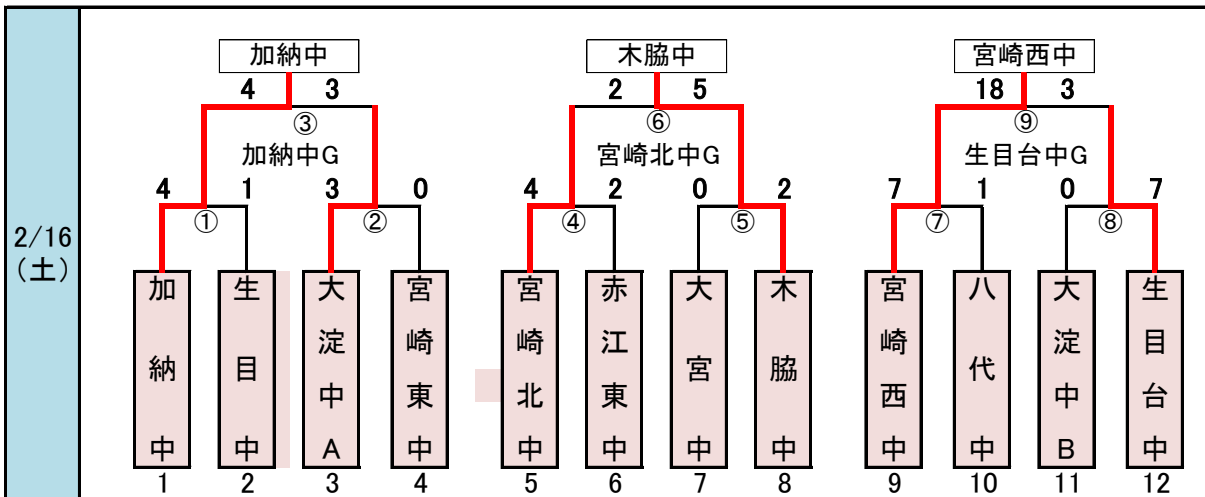 2/16
(土)
加納中 木脇中 宮崎西中
4 3 2 5 18 3
③ ⑥ ⑨
加納中G 宮崎北中G 生目台中G
4 1 3 0 4 2 0 2 7 1 0 7
① ② ④ ⑤ ⑦ ⑧
加納中
生目中
大淀中A
宮崎東中
宮崎北中
赤江東中
大宮中
木脇中
宮崎西中
八代中
大淀中B
生目台中
1 2 3 4 5 6 7 8 9 10 11 12